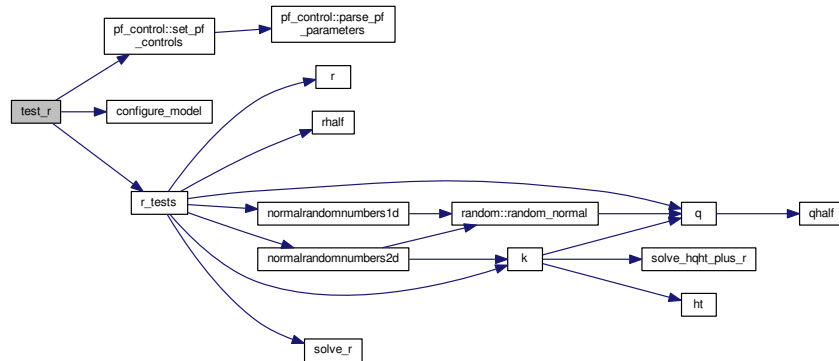 pf_control::set_pf
_controls
pf_control::parse_pf
_parameters
test_r
configure_model
r_tests
r
rhalf
normalrandomnumbers1d
random::random_normal
q
qhalf
normalrandomnumbers2d
k
solve_hqht_plus_r
ht
solve_r